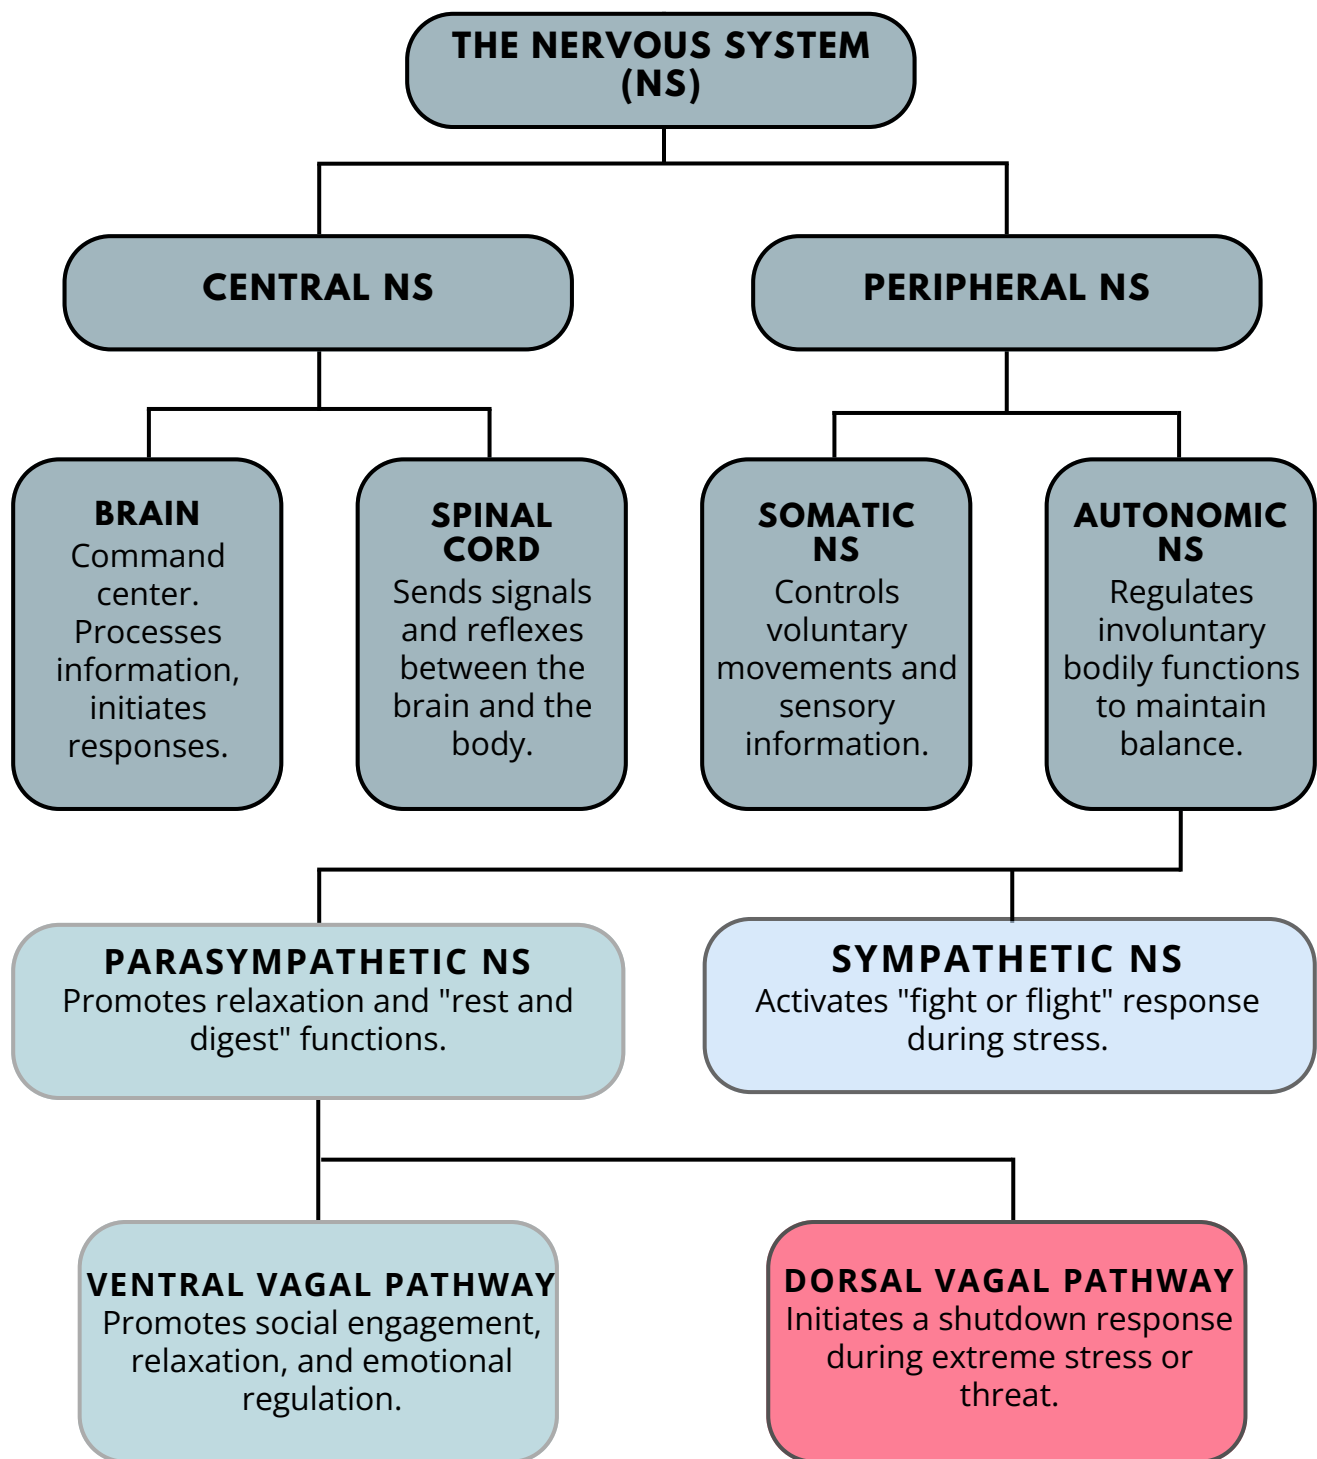 THE NERVOUS SYSTEM
(NS)
CENTRAL NS
PERIPHERAL NS
BRAIN
Command
center.
Processes
information,
initiates
responses.
SPINAL
CORD
Sends signals
and reflexes
between the
brain and the
body.
SOMATIC
NS
Controls
voluntary
movements and
sensory
information.
AUTONOMIC
NS
Regulates
involuntary
bodily functions
to maintain
balance.
PARASYMPATHETIC NS
Promotes relaxation and "rest and
digest" functions.
SYMPATHETIC NS
Activates "fight or flight" response
during stress.
VENTRAL VAGAL PATHWAY
Promotes social engagement,
relaxation, and emotional
regulation.
DORSAL VAGAL PATHWAY
Initiates a shutdown response
during extreme stress or
threat.